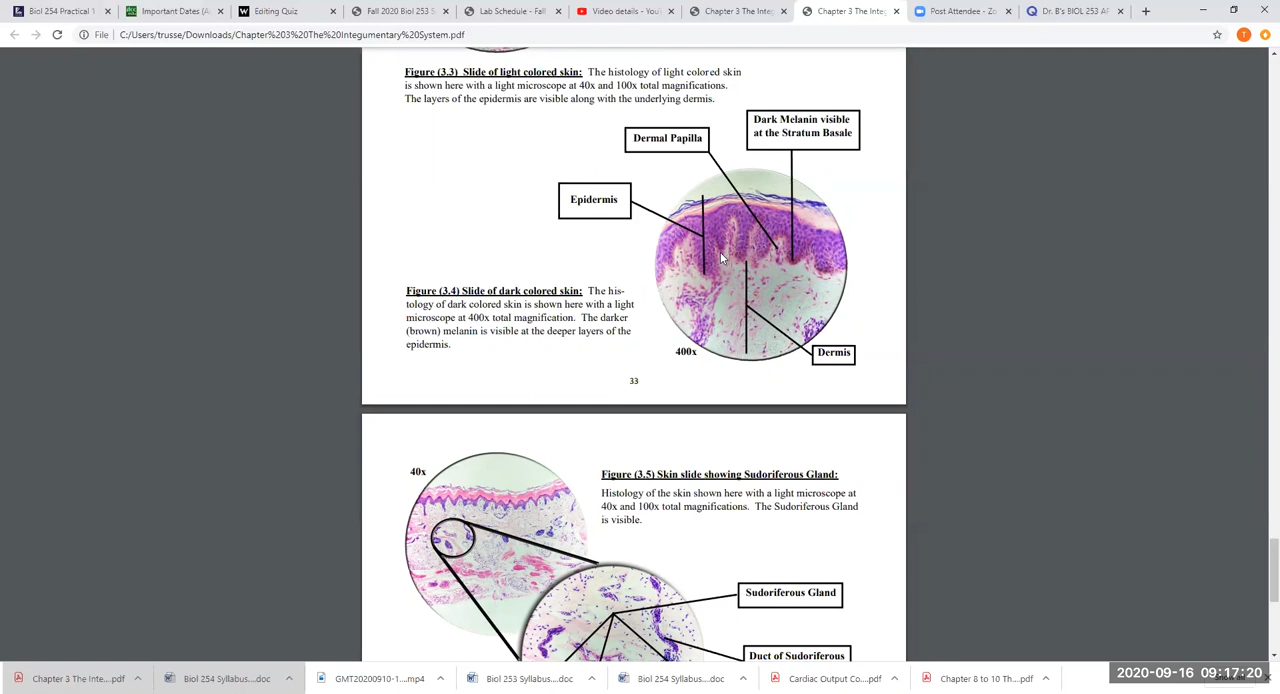 Biol 254 Practical 1
Important Dates (A
Editing Quiz
Fall 2020 Biol 253 S
Lab Schedule - Fall
Video details - You
Chapter 3 The Integ
Chapter 3 The Integ
Post Attendee - Zo
Dr. B's BIOL 253 AF
File
C:/Users/trusse/Downloads/Chapter%203%20The%20Integumentary%20System.pdf
T
Figure (3.3) Slide of light colored skin: The histology of light colored skin
is shown here with a light microscope at 40x and 100x total magnifications.
The layers of the epidermis are visible along with the underlying dermis.
Dark Melanin visible
at the Stratum Basale
Dermal Papilla
Epidermis
Figure (3.4) Slide of dark colored skin: The his-
tology of dark colored skin is shown here with a light
microscope at 400x total magnification. The darker
(brown) melanin is visible at the deeper layers of the
epidermis.
400x
Dermis
33
40x
Figure (3.5) Skin slide showing Sudoriferous Gland:
Histology of the skin shown here with a light microscope at
40x and 100x total magnifications. The Sudoriferous Gland
is visible.
Sudoriferous Gland
Duct of Sudoriferous
Chapter 3 The Inte....pdf
Biol 254 Syllabus...doc
GMT20200910-1....mp4
Biol 253 Syllabus....doc
Biol 254 Syllabus...doc
Cardiac Output Co....pdf
Chapter 8 to 10 Th....pdf
2020-09-16 09:17:20